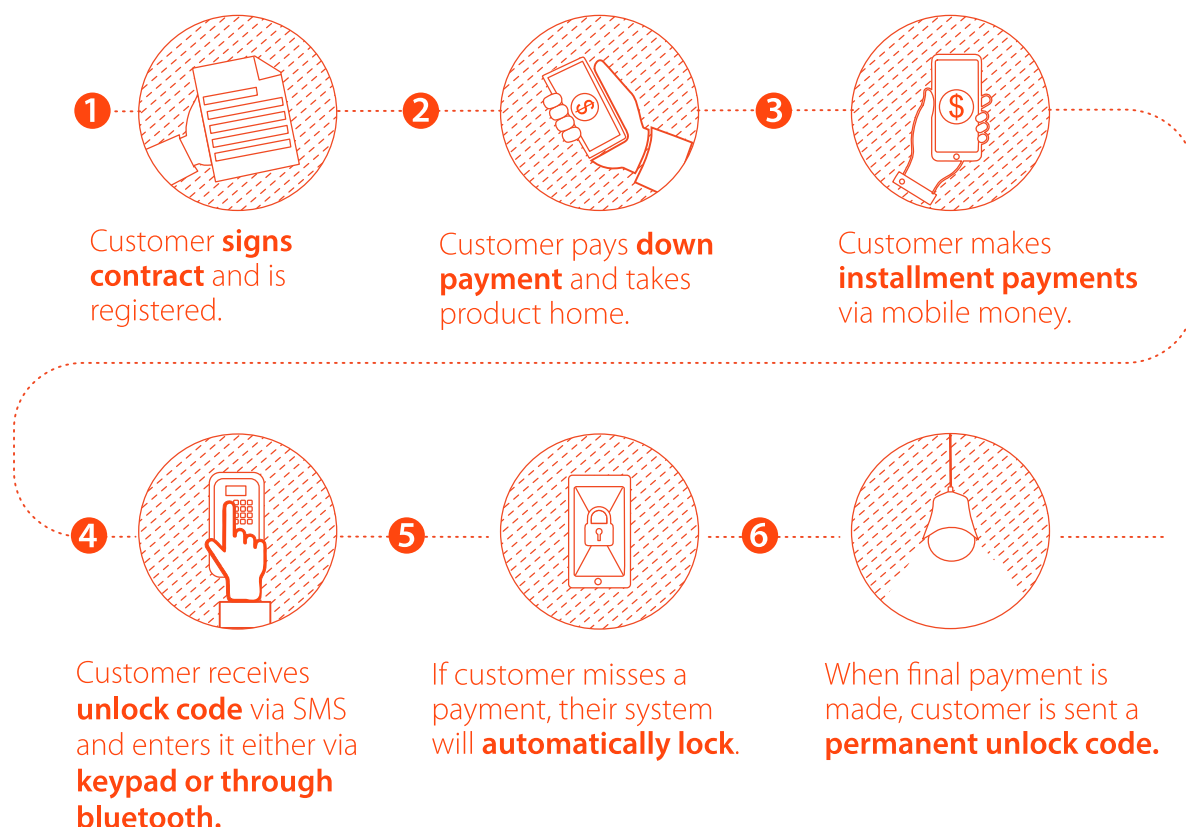 1
Customer signs
contract and is
registered.
2
Customer pays down
payment and takes
product home.
3
Customer makes
installment payments
via mobile money.
4
Customer receives
unlock code via SMS
and enters it either via
keypad or through
bluetooth.
5
If customer misses a
payment, their system
will automatically lock.
6
When final payment is
made, customer is sent a
permanent unlock code.
$
$